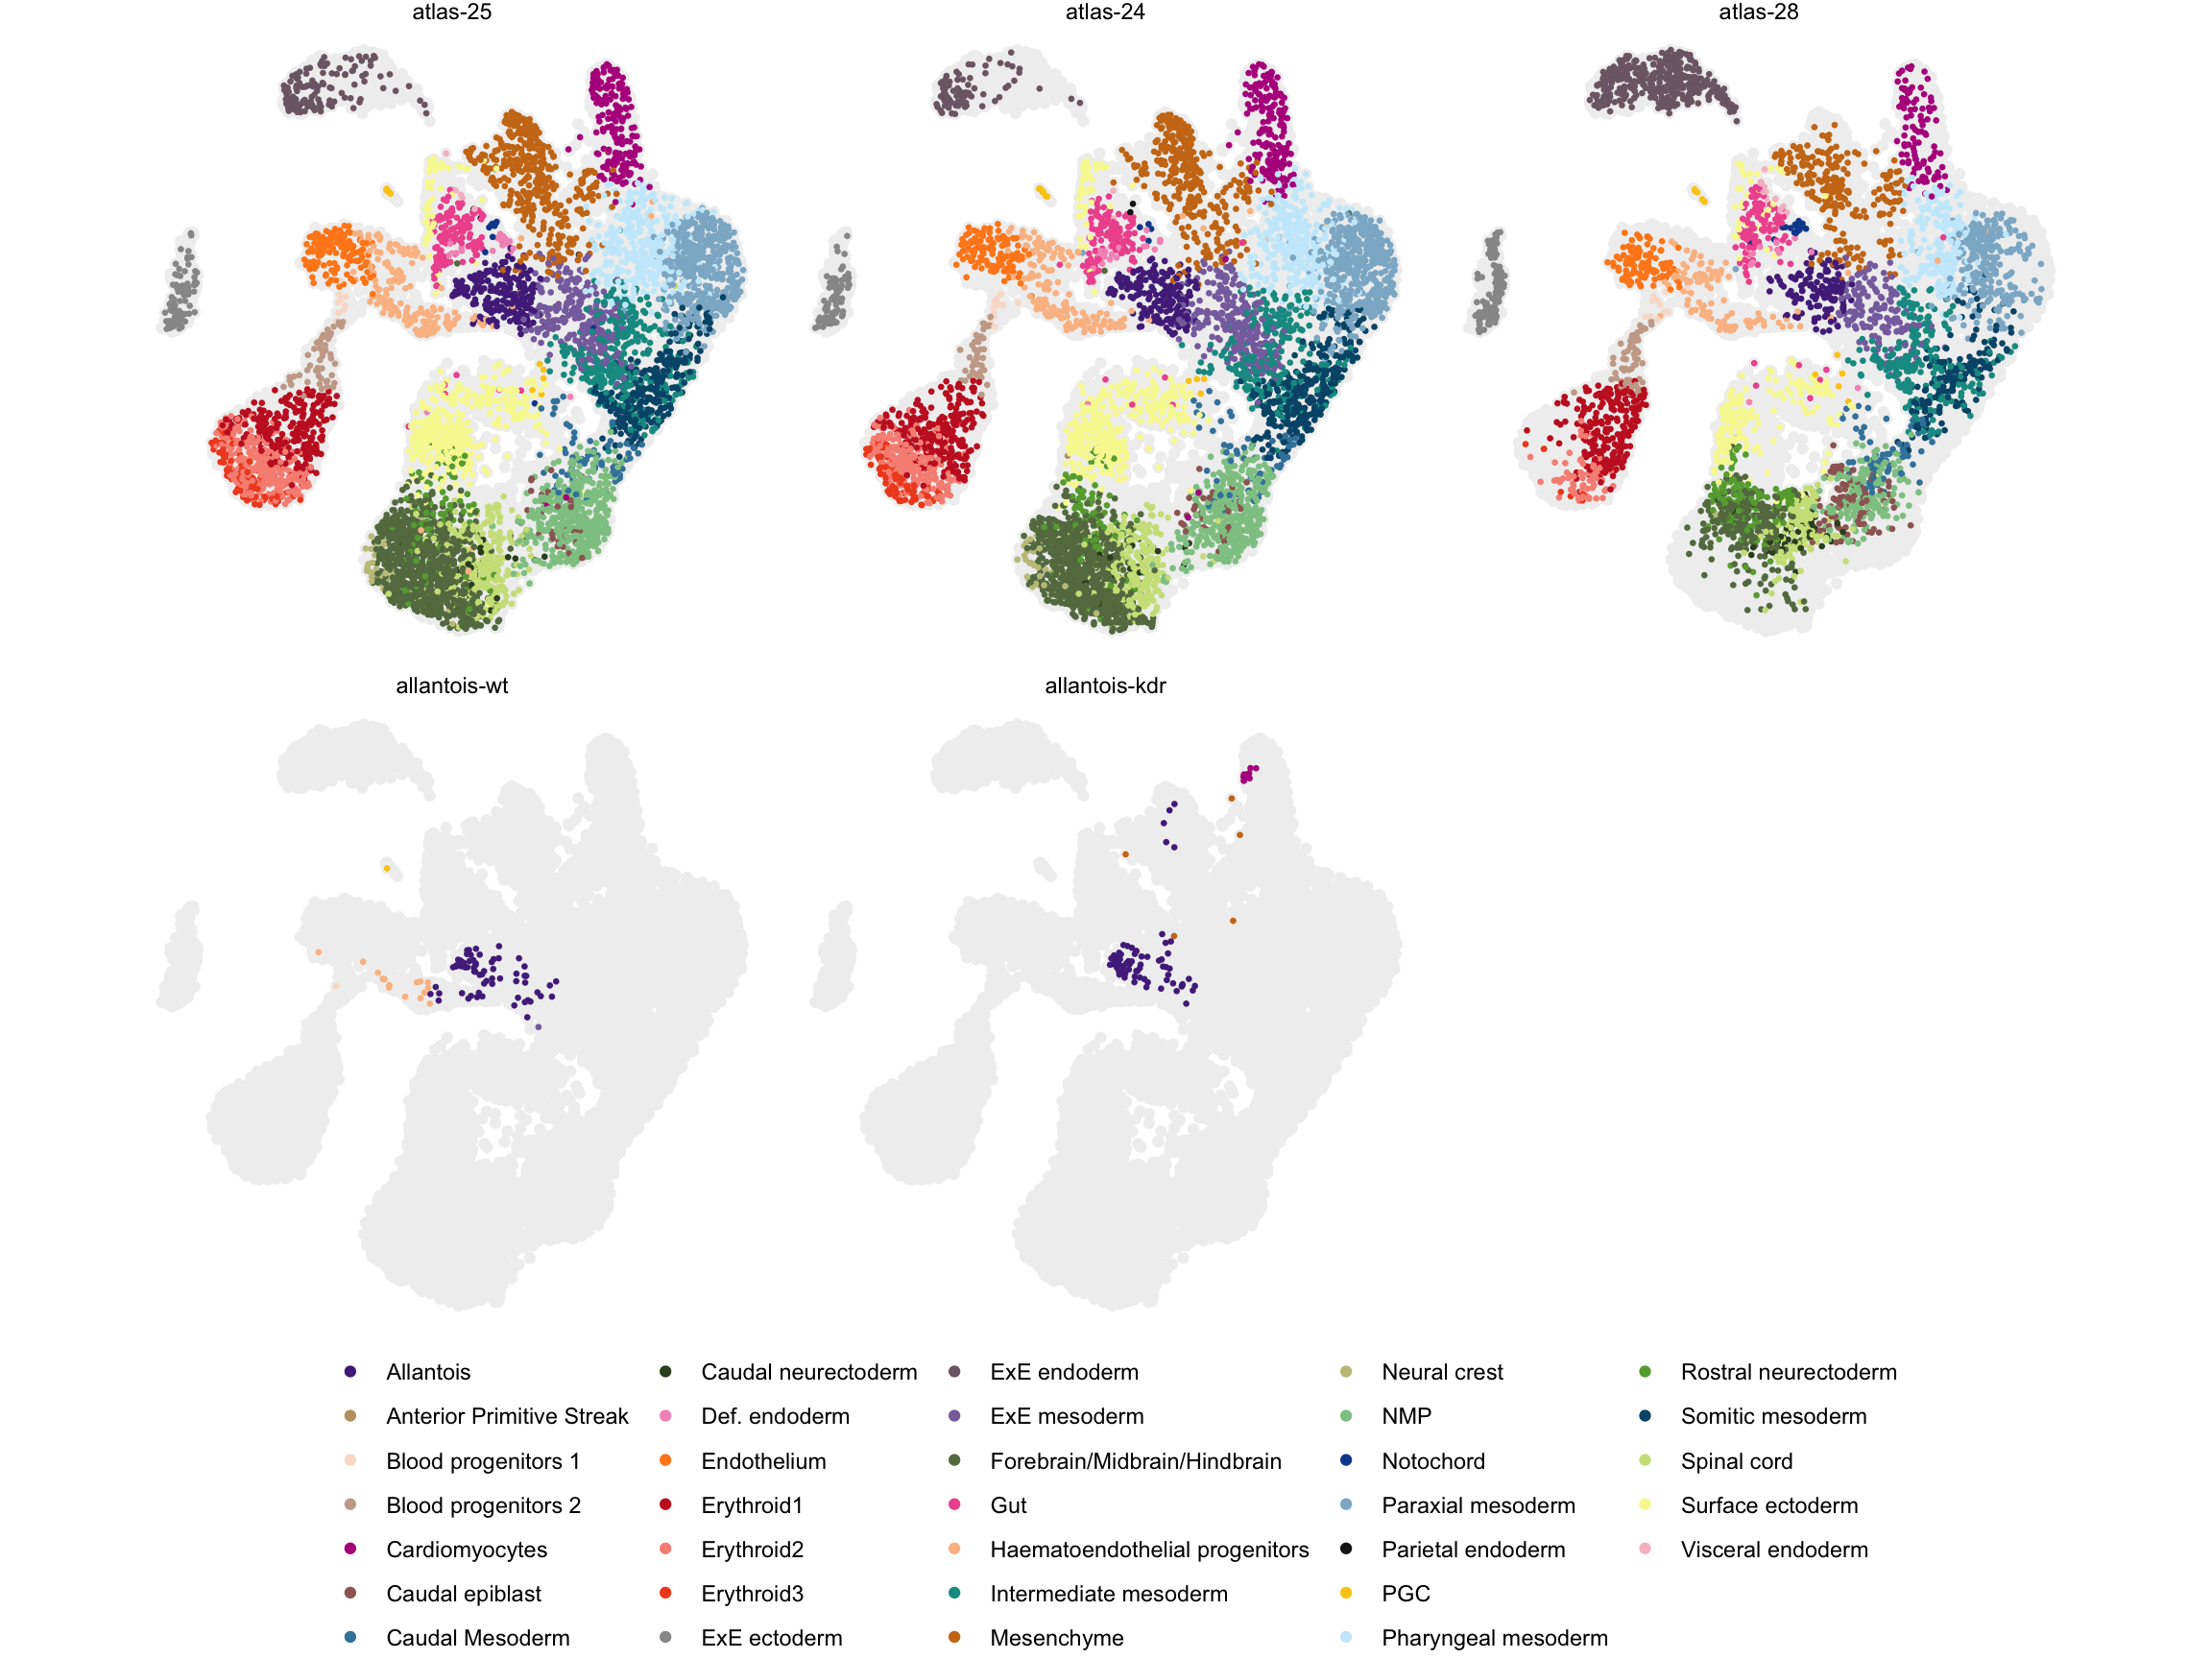 atlas-25
atlas-24
atlas-28
allantois-wt
allantois-kdr
Allantois
Anterior Primitive Streak
Blood progenitors 1
Blood progenitors 2
Cardiomyocytes
Caudal epiblast
Caudal Mesoderm
Caudal neurectoderm
Def. endoderm
Endothelium
Erythroid1
Erythroid2
Erythroid3
ExE ectoderm
ExE endoderm
ExE mesoderm
Forebrain/Midbrain/Hindbrain
Gut
Haematoendothelial progenitors
Intermediate mesoderm
Mesenchyme
Neural crest
NMP
Notochord
Paraxial mesoderm
Parietal endoderm
PGC
Pharyngeal mesoderm
Rostral neurectoderm
Somitic mesoderm
Spinal cord
Surface ectoderm
Visceral endoderm